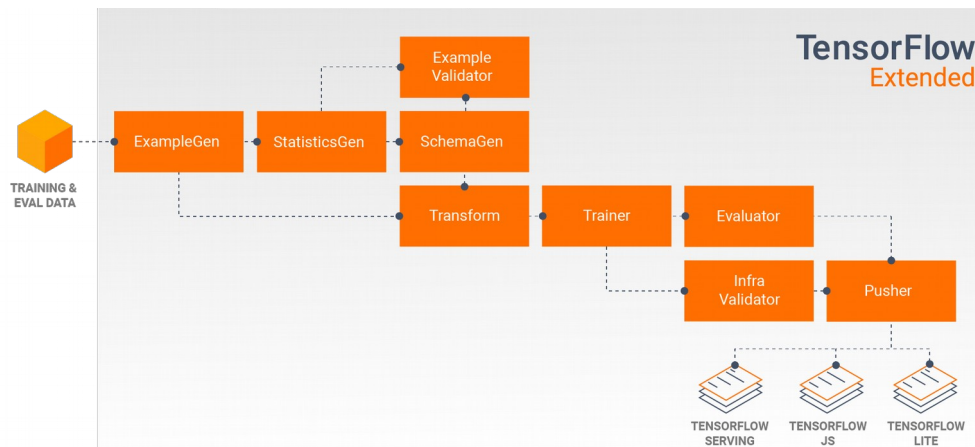 TensorFlow
Extended
TRAINING &
EVAL DATA
ExampleGen
StatisticsGen
Example
Validator
SchemaGen
Transform
Trainer
Evaluator
Infra
Validator
Pusher
TENSORFLOW
SERVING
TENSORFLOW
JS
TENSORFLOW
LITE